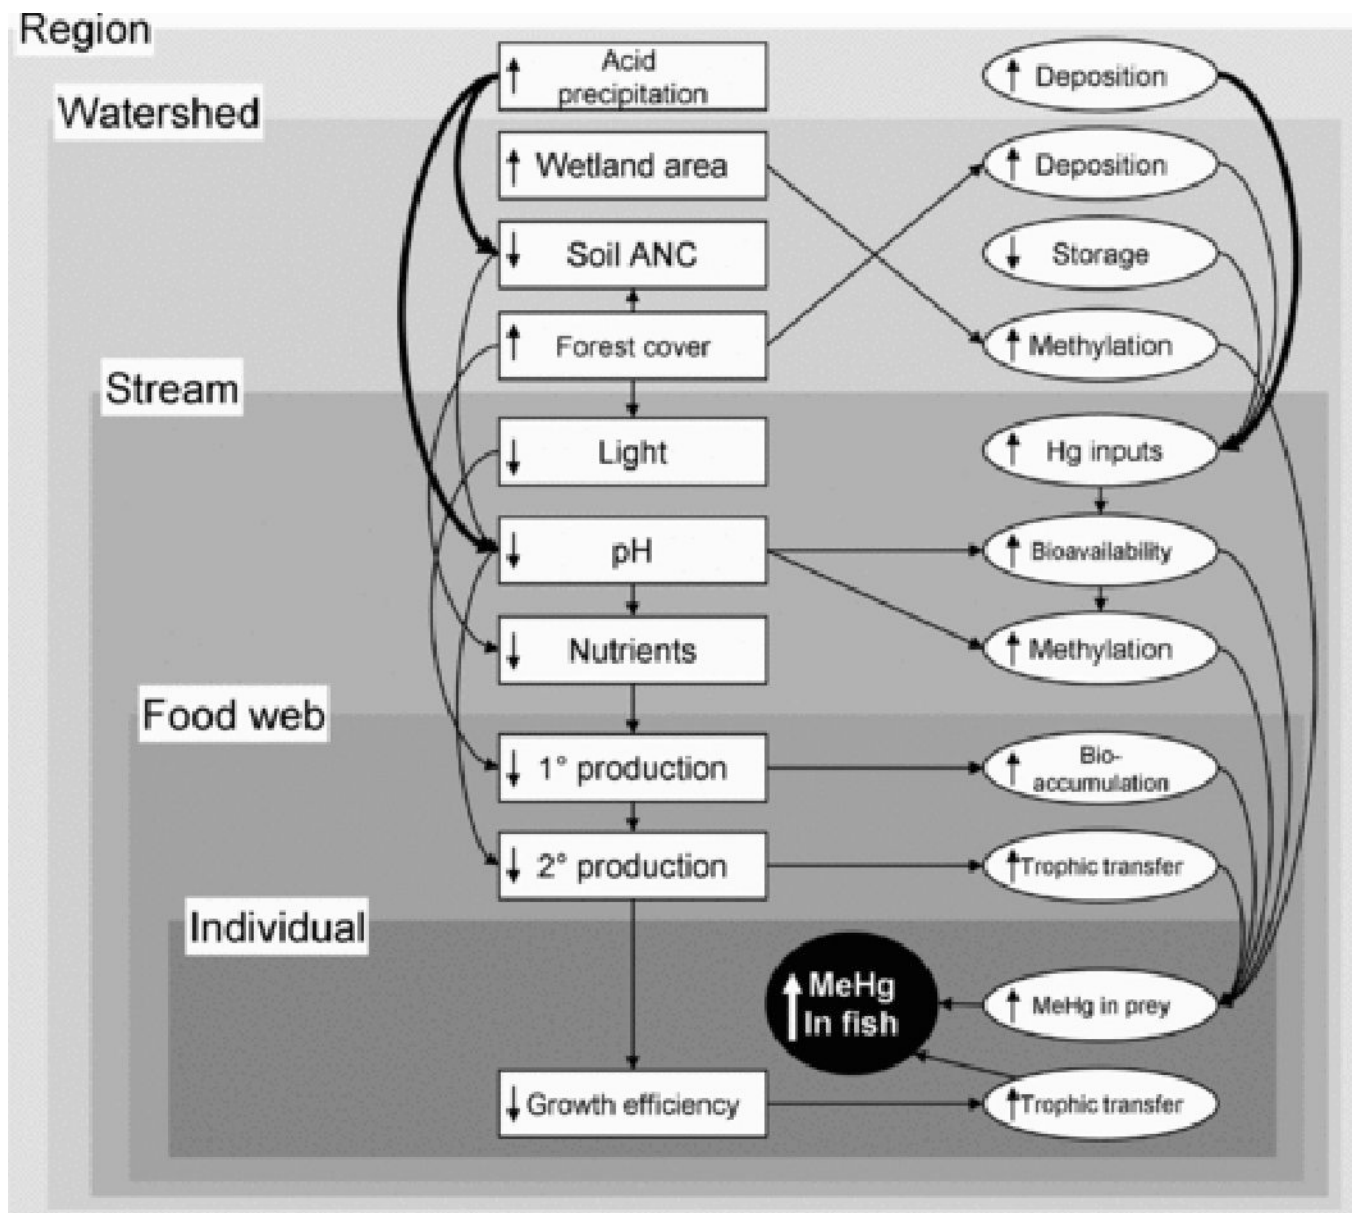 Region
Acid
precipitation
Deposition
Watershed
Wetland area
Deposition
Soil ANC
Storage
Forest cover
Methylation
Stream
Light
Hg inputs
pH
Bioavailability
Nutrients
Methylation
Food web
1° production
Bio-
accumulation
2° production
Trophic transfer
Individual
MeHg
In fish
MeHg in prey
Growth efficiency
Trophic transfer